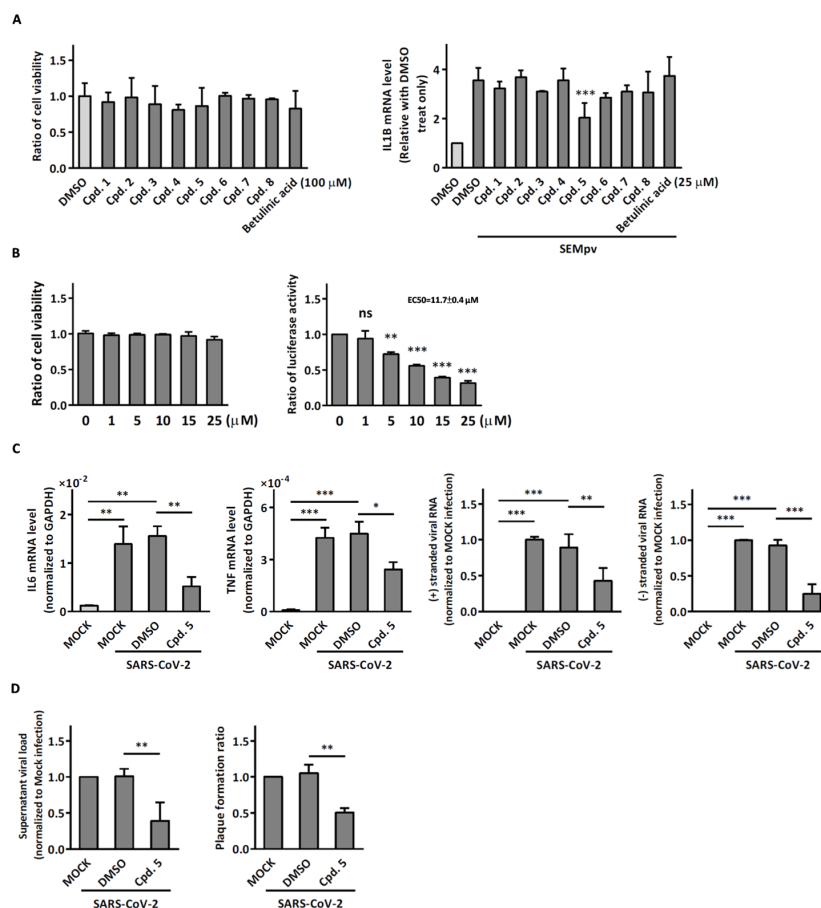 A
Ratio of cell viability
1.5
1.0
0.5
0.0
DMSO
Cpd. 1
Cpd. 2
Cpd. 3
Cpd. 4
Cpd. 5
Cpd. 6
Cpd. 7
Cpd. 8
Betulinic acid
(100 μM)
IL1B mRNA level
(Relative with DMSO
treat only)
4
2
0
***
DMSO
DMSO
Cpd. 1
Cpd. 2
Cpd. 3
Cpd. 4
Cpd. 5
Cpd. 6
Cpd. 7
Cpd. 8
Betulinic acid
(25 μM)
SEMpv
B
Ratio of cell viability
1.5
1.0
0.5
0.0
0 1 5 10 15 25 (μM)
Ratio of luciferase activity
1.5
1.0
0.5
0.0
EC50=11.7±0.4 μM
ns
**
***
***
***
0 1 5 10 15 25 (μM)
C
IL6 mRNA level
(normalized to GAPDH)
×10⁻²
2
1
0
**
**
**
MOCK
MOCK
DMSO
Cpd. 5
SARS-CoV-2
TNF mRNA level
(normalized to GAPDH)
×10⁻⁴
6
3
0
***
***
*
MOCK
MOCK
DMSO
Cpd. 5
SARS-CoV-2
(+) stranded viral RNA
(normalized to MOCK infection)
1.5
1.0
0.5
0.0
***
***
**
MOCK
MOCK
DMSO
Cpd. 5
SARS-CoV-2
(-) stranded viral RNA
(normalized to MOCK infection)
1.5
1.0
0.5
0.0
***
***
***
MOCK
MOCK
DMSO
Cpd. 5
SARS-CoV-2
D
Supernatant viral load
(normalized to Mock infection)
1.5
1.0
0.5
0.0
**
MOCK
DMSO
Cpd. 5
SARS-CoV-2
Plaque formation ratio
1.5
1.0
0.5
0.0
**
MOCK
DMSO
Cpd. 5
SARS-CoV-2